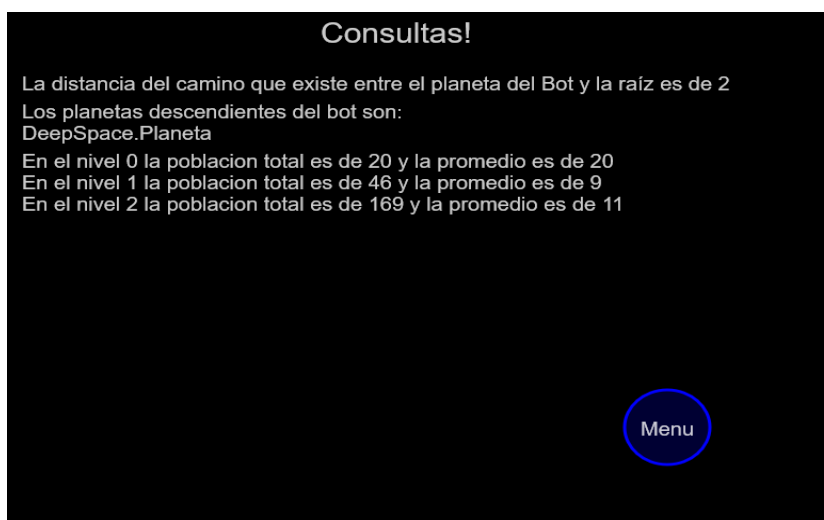 Consultas!
La distancia del camino que existe entre el planeta del Bot y la raíz es de 2
Los planetas descendientes del bot son:
DeepSpace.Planeta
En el nivel 0 la poblacion total es de 20 y la promedio es de 20
En el nivel 1 la poblacion total es de 46 y la promedio es de 9
En el nivel 2 la poblacion total es de 169 y la promedio es de 11
Menu